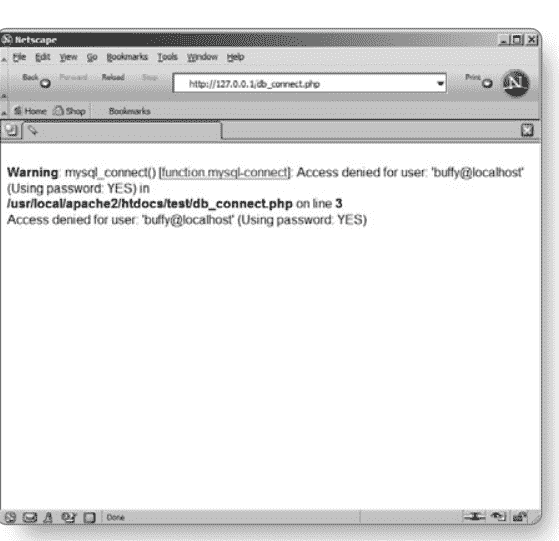 Netscape
File Edit View Go Bookmarks Tools Window Help
Back Forward Reload Stop http://127.0.0.1/db_connect.php Print N
Home Shop Bookmarks
Warning: mysql_connect() [function.mysql-connect]: Access denied for user: 'buffy@localhost'
(Using password: YES) in
/usr/local/apache2/htdocs/test/db_connect.php on line 3
Access denied for user: 'buffy@localhost' (Using password: YES)
Done